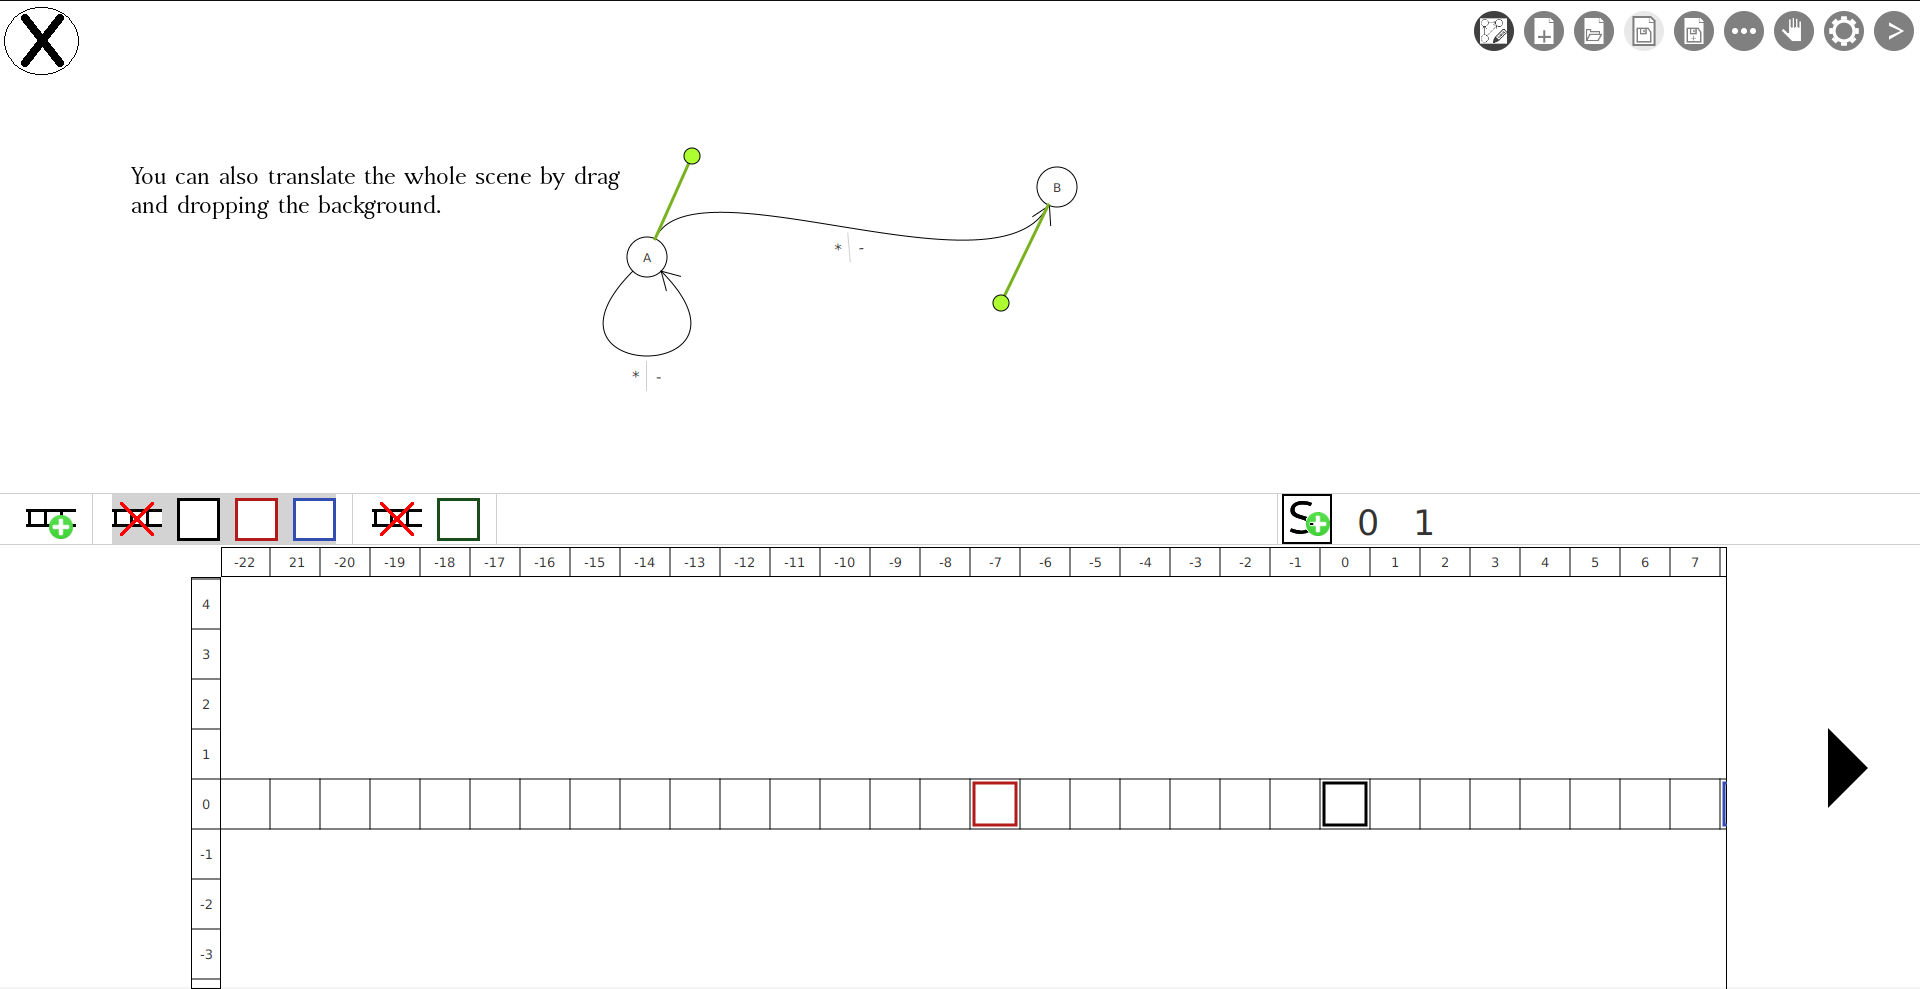 You can also translate the whole scene by drag
and dropping the background.
B
A
* -
* -
0 1
-22 21 -20 -19 -18 -17 -16 -15 -14 -13 -12 -11 -10 -9 -8 -7 -6 -5 -4 -3 -2 -1 0 1 2 3 4 5 6 7
4
3
2
1
0
-1
-2
-3